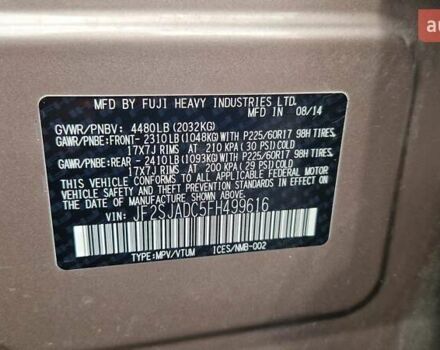 au
MFD BY FUJI HEAVY INDUSTRIES LTD.
MFD IN 08/14
GVWR/PNBV: 4480LB (2032KG)
GAWR/PNBE:FRONT- 2310LB (1048KG) WITH P225/60R17 98H TIRES,
17X7J RIMS AT 210 KPA (30 PSI) COLD
GAWR/PNBE:REAR - 2410LB (1093KG) WITH P225/60R17 98H TIRES,
17X7J RIMS AT 200 KPA (29 PSI) COLD
THIS VEHICLE CONFORMS TO ALL APPLICABLE FEDERAL MOTOR
VEHICLE SAFETY AND THEFT PREVENTION STANDARDS IN EFFECT
ON THE DATE OF MANUFACTURE SHOWN ABOVE.
VIN: JF2SJADC5FH499616
TYPE:MPV/VTUM ICES/NMB-002